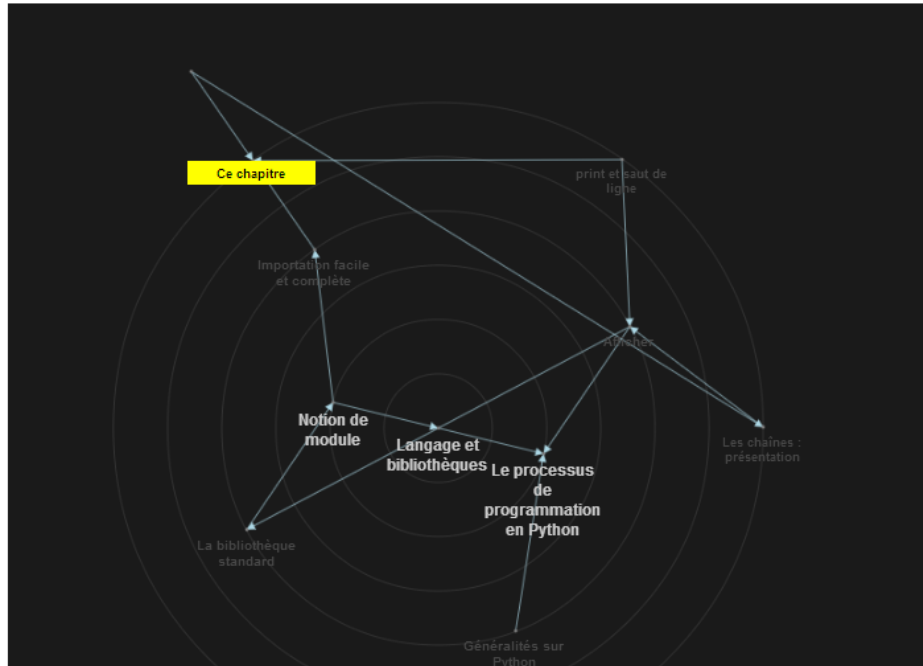 Ce chapitre
print et saut de
ligne
Importation facile
et complète
Afficher
Notion de
module
Langage et
bibliothèques
Les chaînes :
présentation
Le processus
de
programmation
en Python
La bibliothèque
standard
Généralités sur
Python